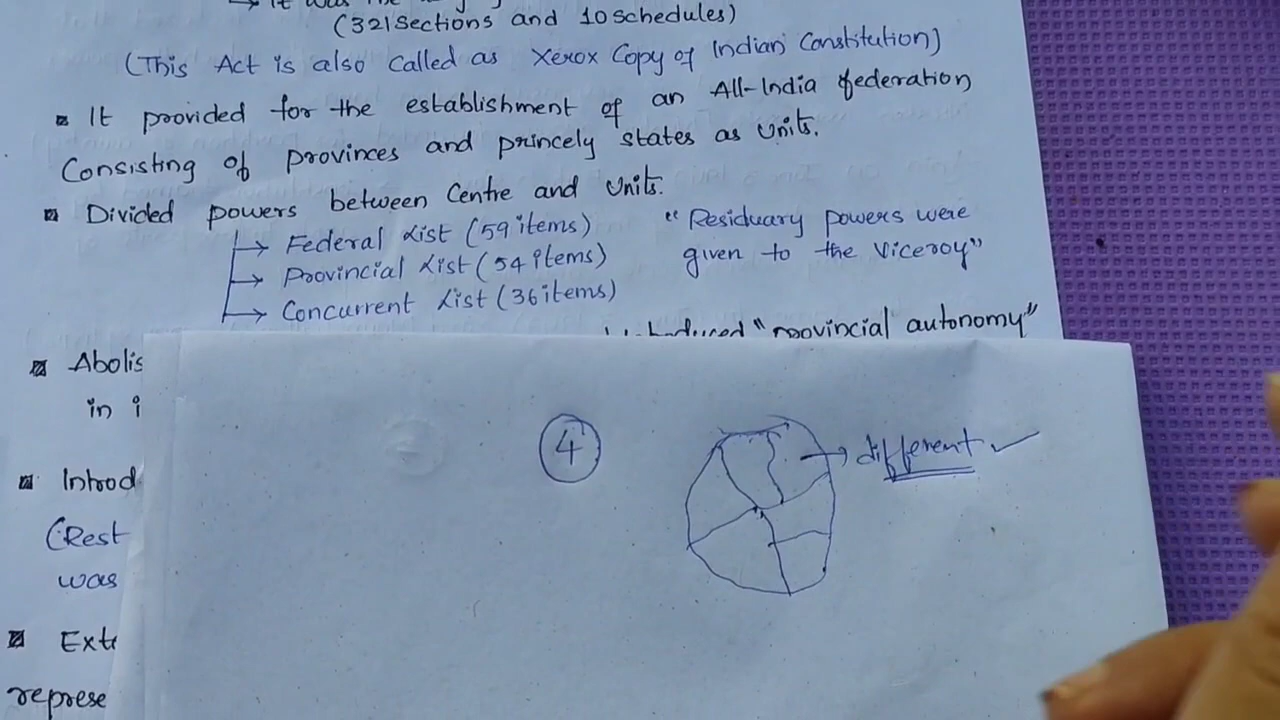 (321 Sections and 10 schedules)
(This Act is also Called as Xerox Copy of Indian Constitution)
It provided for the establishment of an All-India federation
Consisting of provinces and princely states as Units.
Divided powers between Centre and Units.
→ Federal List (59 items)
→ Provincial List (54 items)
→ Concurrent List (36 items)
"Residuary powers were
given to the Viceroy"
"provincial autonomy"
Abolis
in i
4
→ different ✓
Introd
(Rest
was
Exte
represe